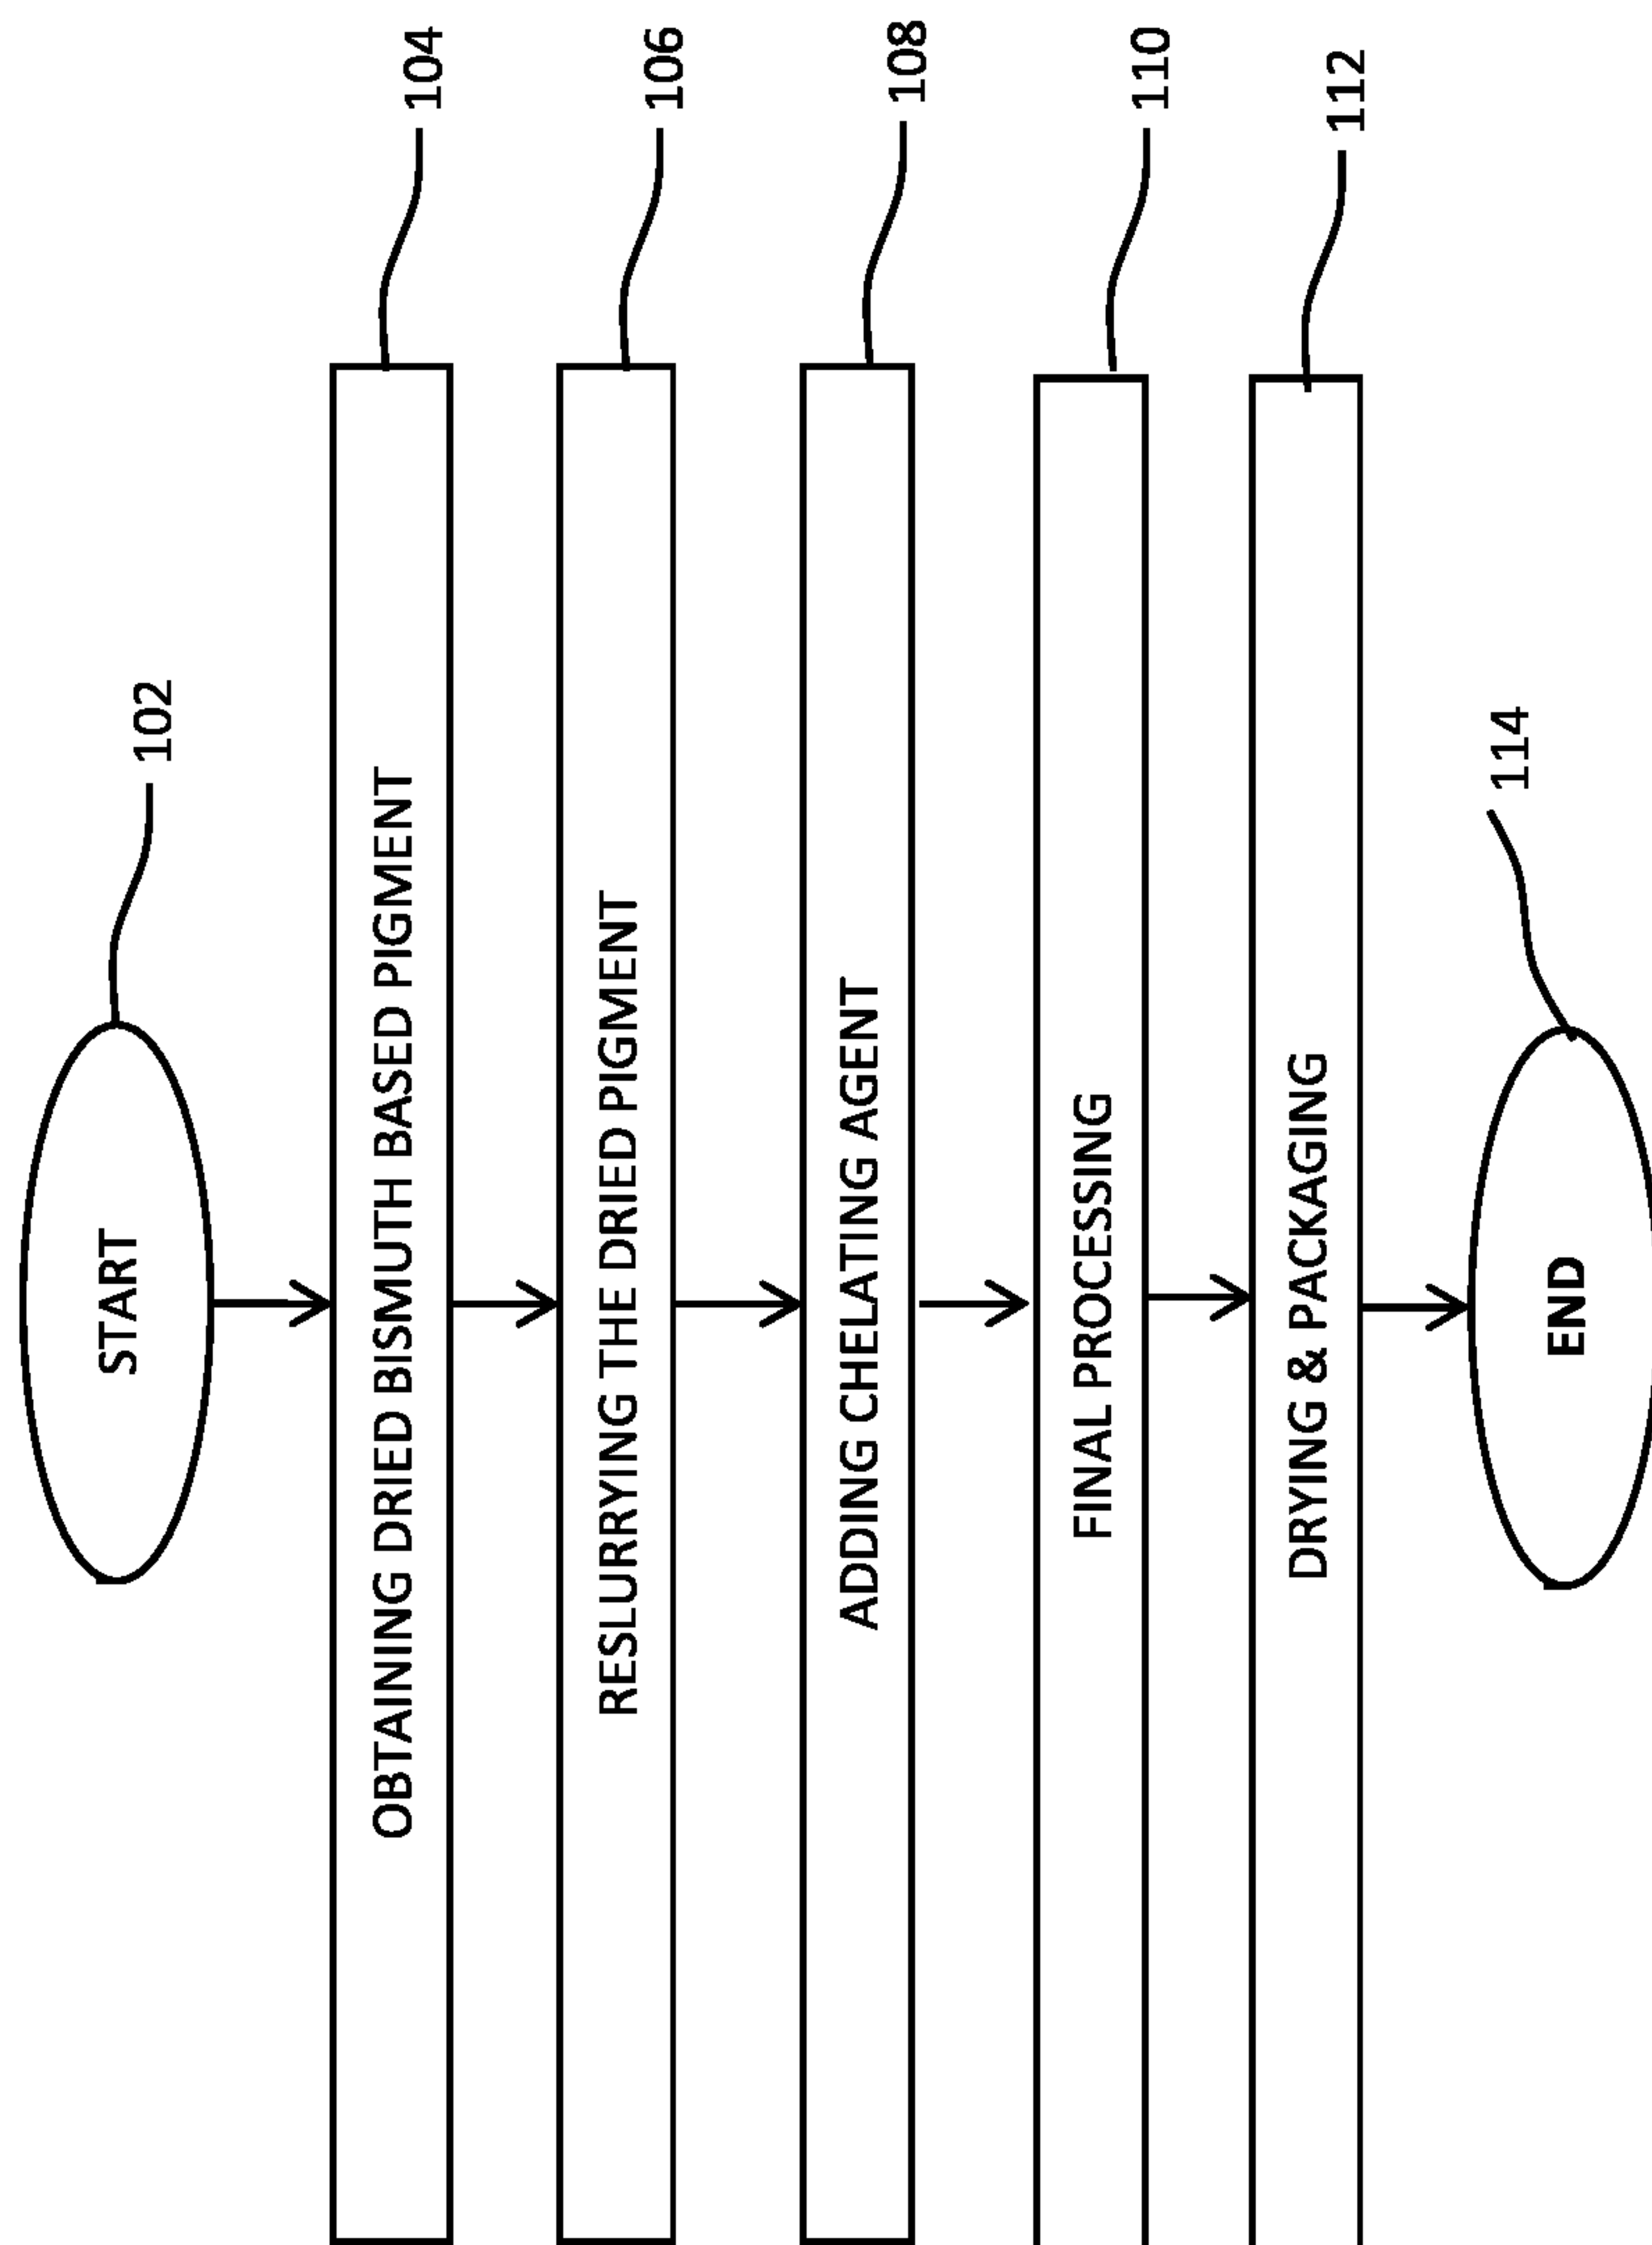 START
102
OBTAINING DRIED BISMUTH BASED PIGMENT
104
RESLURRYING THE DRIED PIGMENT
106
ADDING CHELATING AGENT
108
FINAL PROCESSING
110
DRYING & PACKAGING
112
END
114